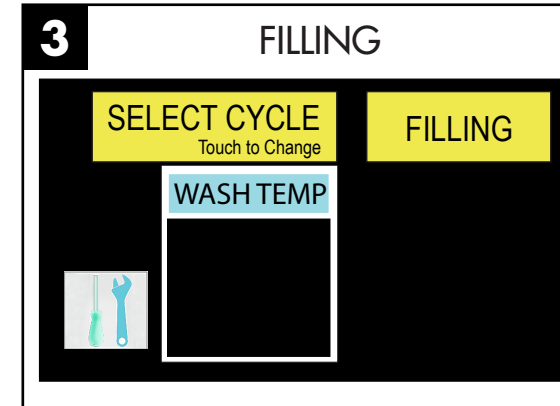 3 FILLING
SELECT CYCLE
Touch to Change
FILLING
WASH TEMP